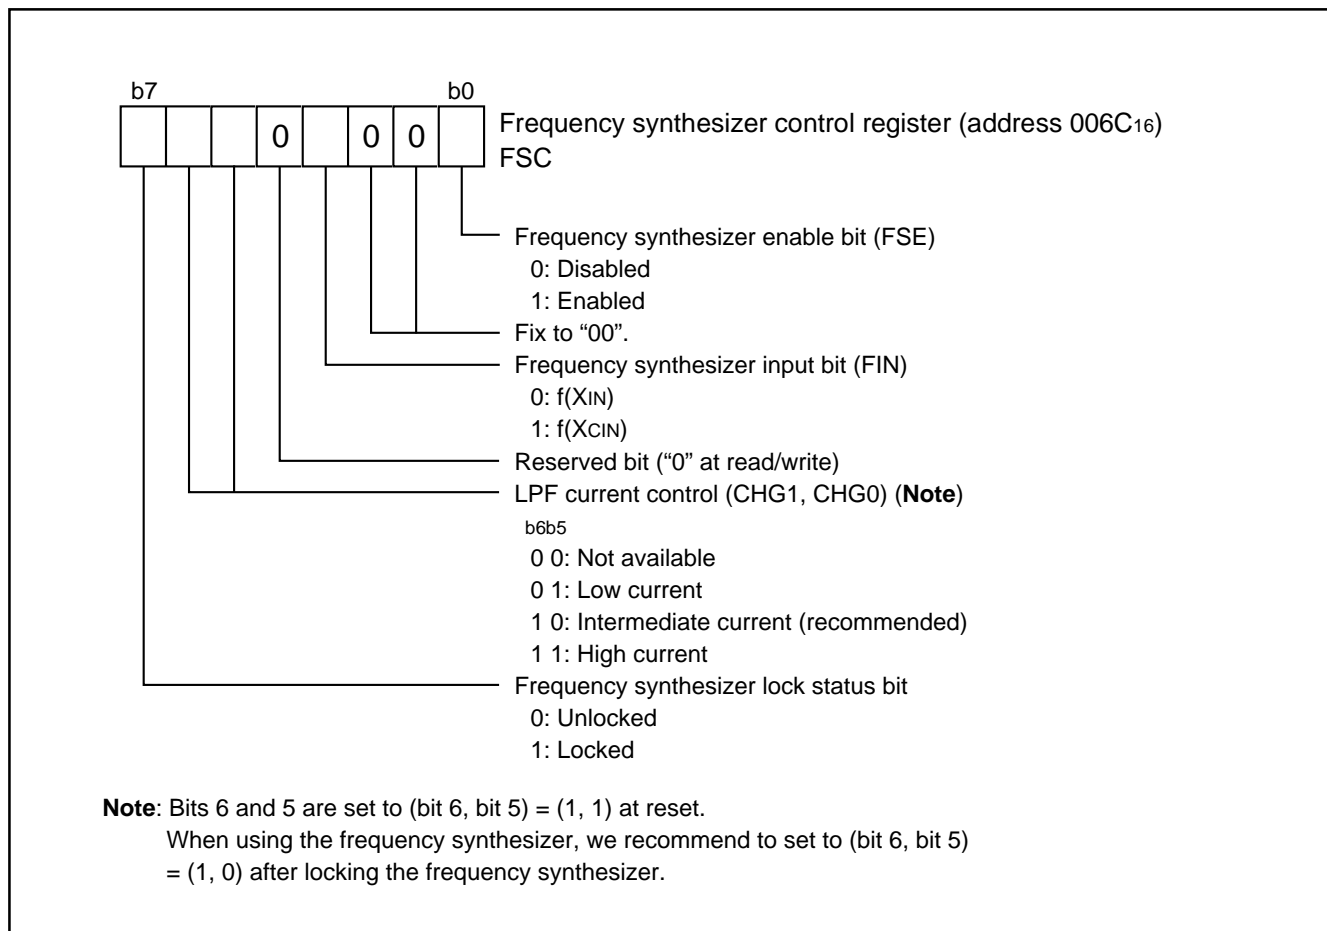 b7 b0
0 0 0
Frequency synthesizer control register (address 006C16)
FSC
Frequency synthesizer enable bit (FSE)
0: Disabled
1: Enabled
Fix to “00”.
Frequency synthesizer input bit (FIN)
0: f(XIN)
1: f(XCIN)
Reserved bit (“0” at read/write)
LPF current control (CHG1, CHG0) (Note)
b6b5
0 0: Not available
0 1: Low current
1 0: Intermediate current (recommended)
1 1: High current
Frequency synthesizer lock status bit
0: Unlocked
1: Locked
Note: Bits 6 and 5 are set to (bit 6, bit 5) = (1, 1) at reset.
When using the frequency synthesizer, we recommend to set to (bit 6, bit 5)
= (1, 0) after locking the frequency synthesizer.